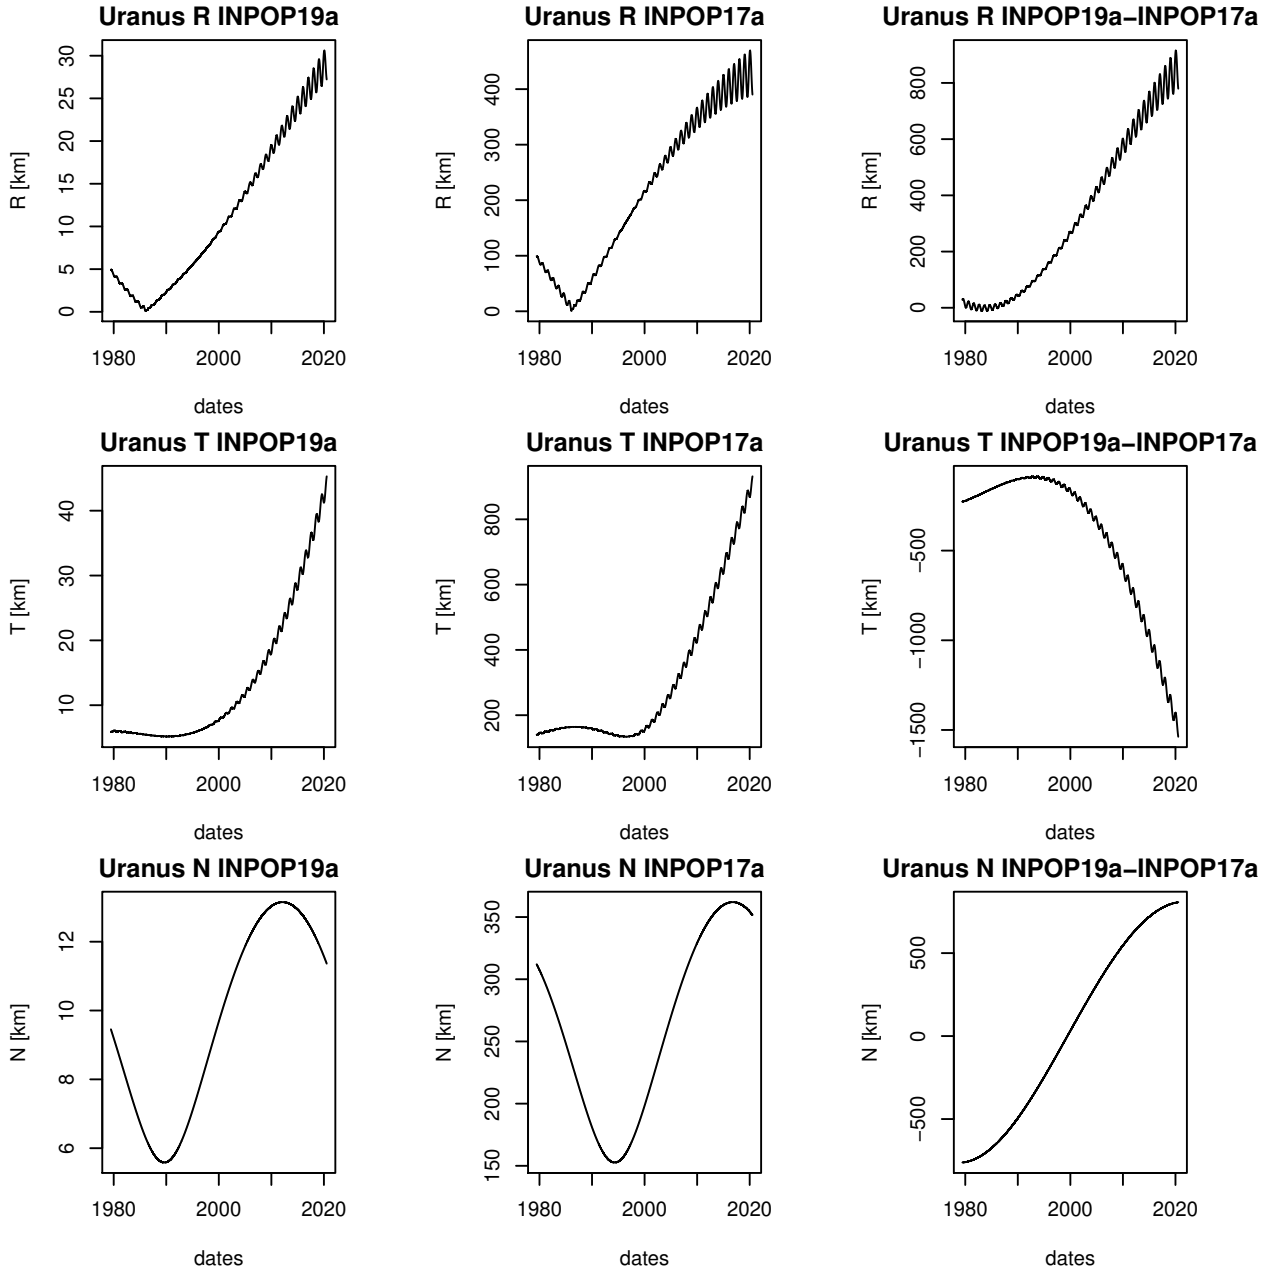 Uranus R INPOP19a
R [km]
30
25
20
15
10
5
0
1980 2000 2020
dates
Uranus R INPOP17a
R [km]
400
300
200
100
0
1980 2000 2020
dates
Uranus R INPOP19a−INPOP17a
R [km]
800
600
400
200
0
1980 2000 2020
dates
Uranus T INPOP19a
T [km]
40
30
20
10
1980 2000 2020
dates
Uranus T INPOP17a
T [km]
800
600
400
200
1980 2000 2020
dates
Uranus T INPOP19a−INPOP17a
T [km]
−500
−1000
−1500
1980 2000 2020
dates
Uranus N INPOP19a
N [km]
12
10
8
6
1980 2000 2020
dates
Uranus N INPOP17a
N [km]
350
300
250
200
150
1980 2000 2020
dates
Uranus N INPOP19a−INPOP17a
N [km]
500
0
−500
1980 2000 2020
dates